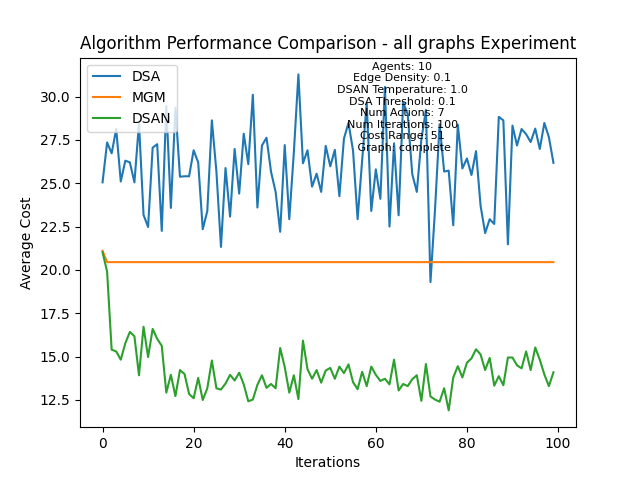 Algorithm Performance Comparison - all graphs Experiment
DSA
MGM
DSAN
Agents: 10
Edge Density: 0.1
DSAN Temperature: 1.0
DSA Threshold: 0.1
Num Actions: 7
Num Iterations: 100
Cost Range: 51
Graph: complete
Average Cost
30.0
27.5
25.0
22.5
20.0
17.5
15.0
12.5
0 20 40 60 80 100
Iterations